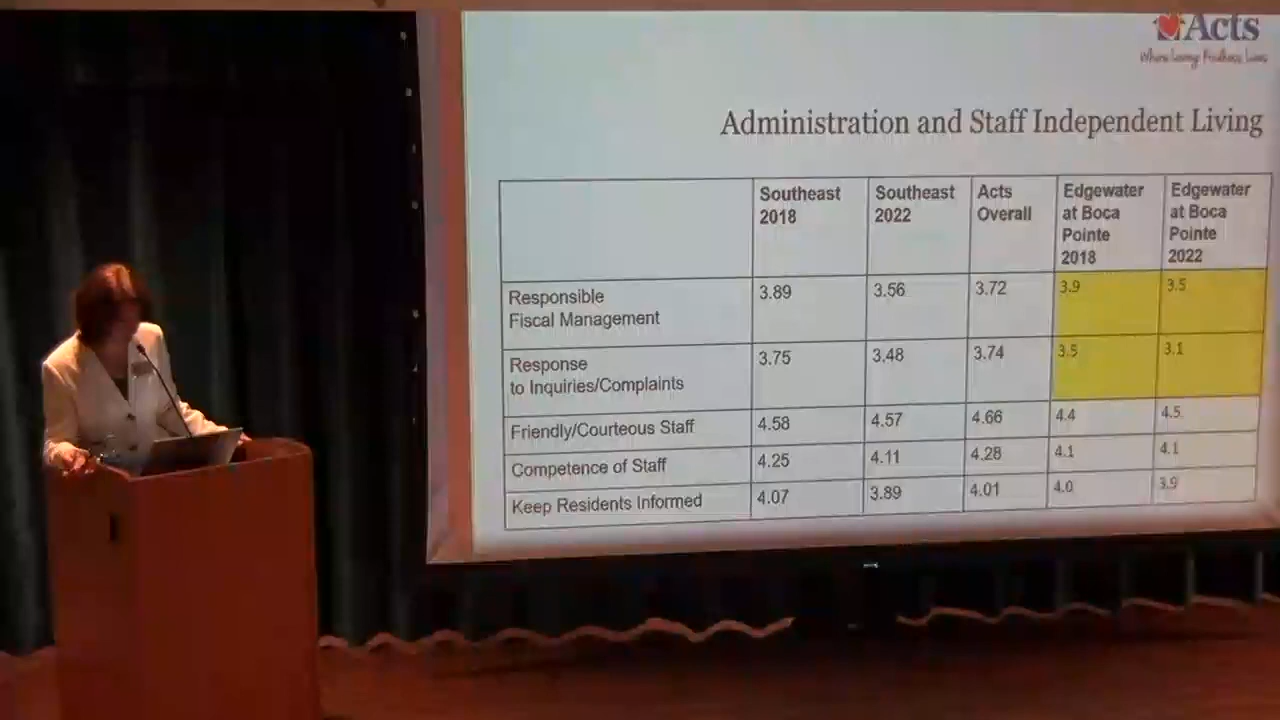 Acts
Administration and Staff Independent Living
Southeast 2018
Southeast 2022
Acts Overall
Edgewater at Boca Pointe 2018
Edgewater at Boca Pointe 2022
Responsible Fiscal Management 3.89 3.56 3.72 3.9 3.5
Response to Inquiries/Complaints 3.75 3.48 3.74 3.5 3.1
Friendly/Courteous Staff 4.58 4.57 4.66 4.4 4.5
Competence of Staff 4.25 4.11 4.28 4.1 4.1
Keep Residents Informed 4.07 3.89 4.01 4.0 3.9